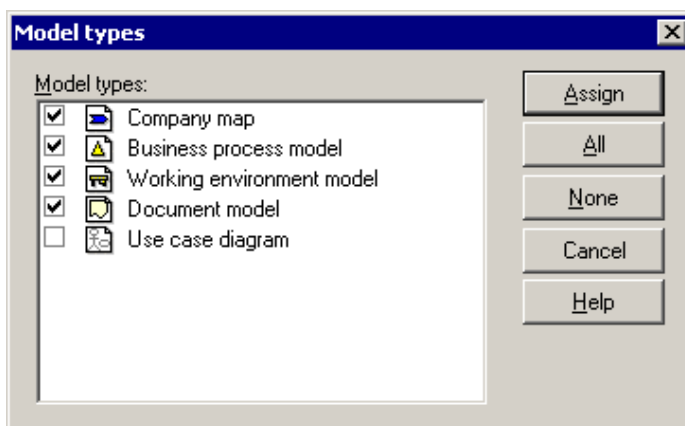 Model types
Model types:
Company map
Business process model
Working environment model
Document model
Use case diagram
Assign
All
None
Cancel
Help